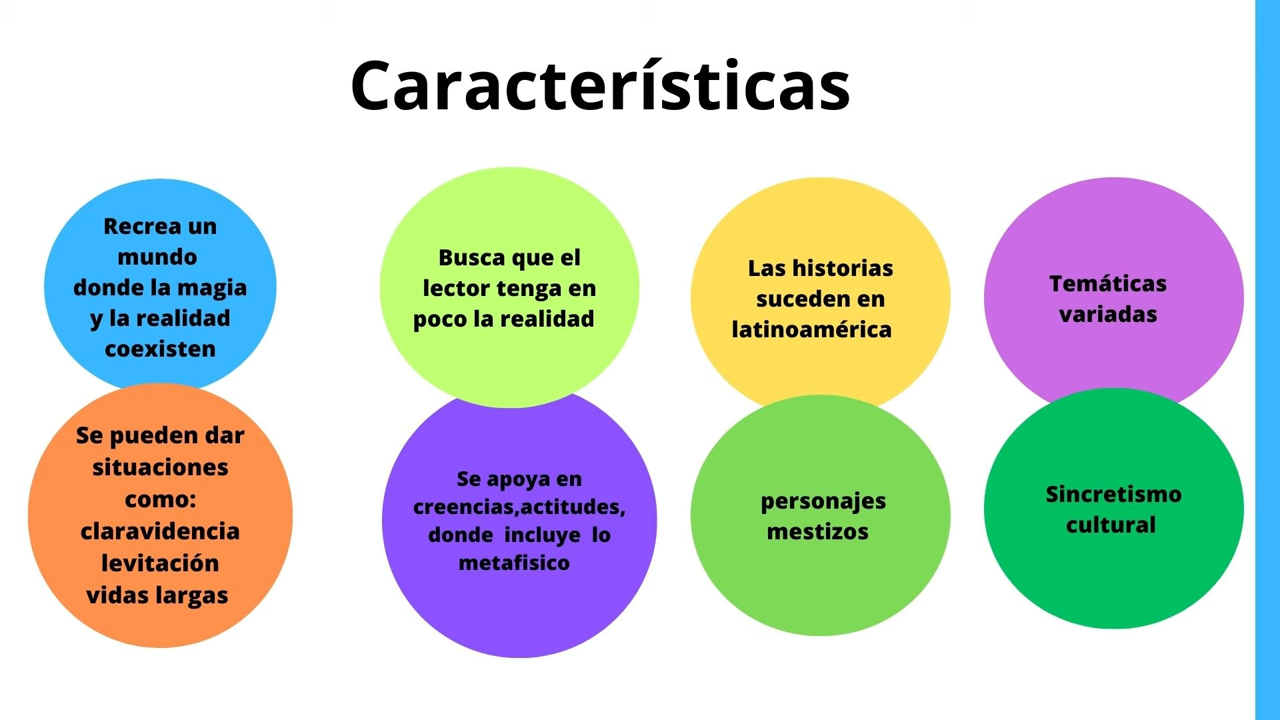 Características
Recrea un
mundo
donde la magia
y la realidad
coexisten
Busca que el
lector tenga en
poco la realidad
Las historias
suceden en
latinoamérica
Temáticas
variadas
Se pueden dar
situaciones
como:
claravidencia
levitación
vidas largas
Se apoya en
creencias,actitudes,
donde incluye lo
metafisico
personajes
mestizos
Sincretismo
cultural